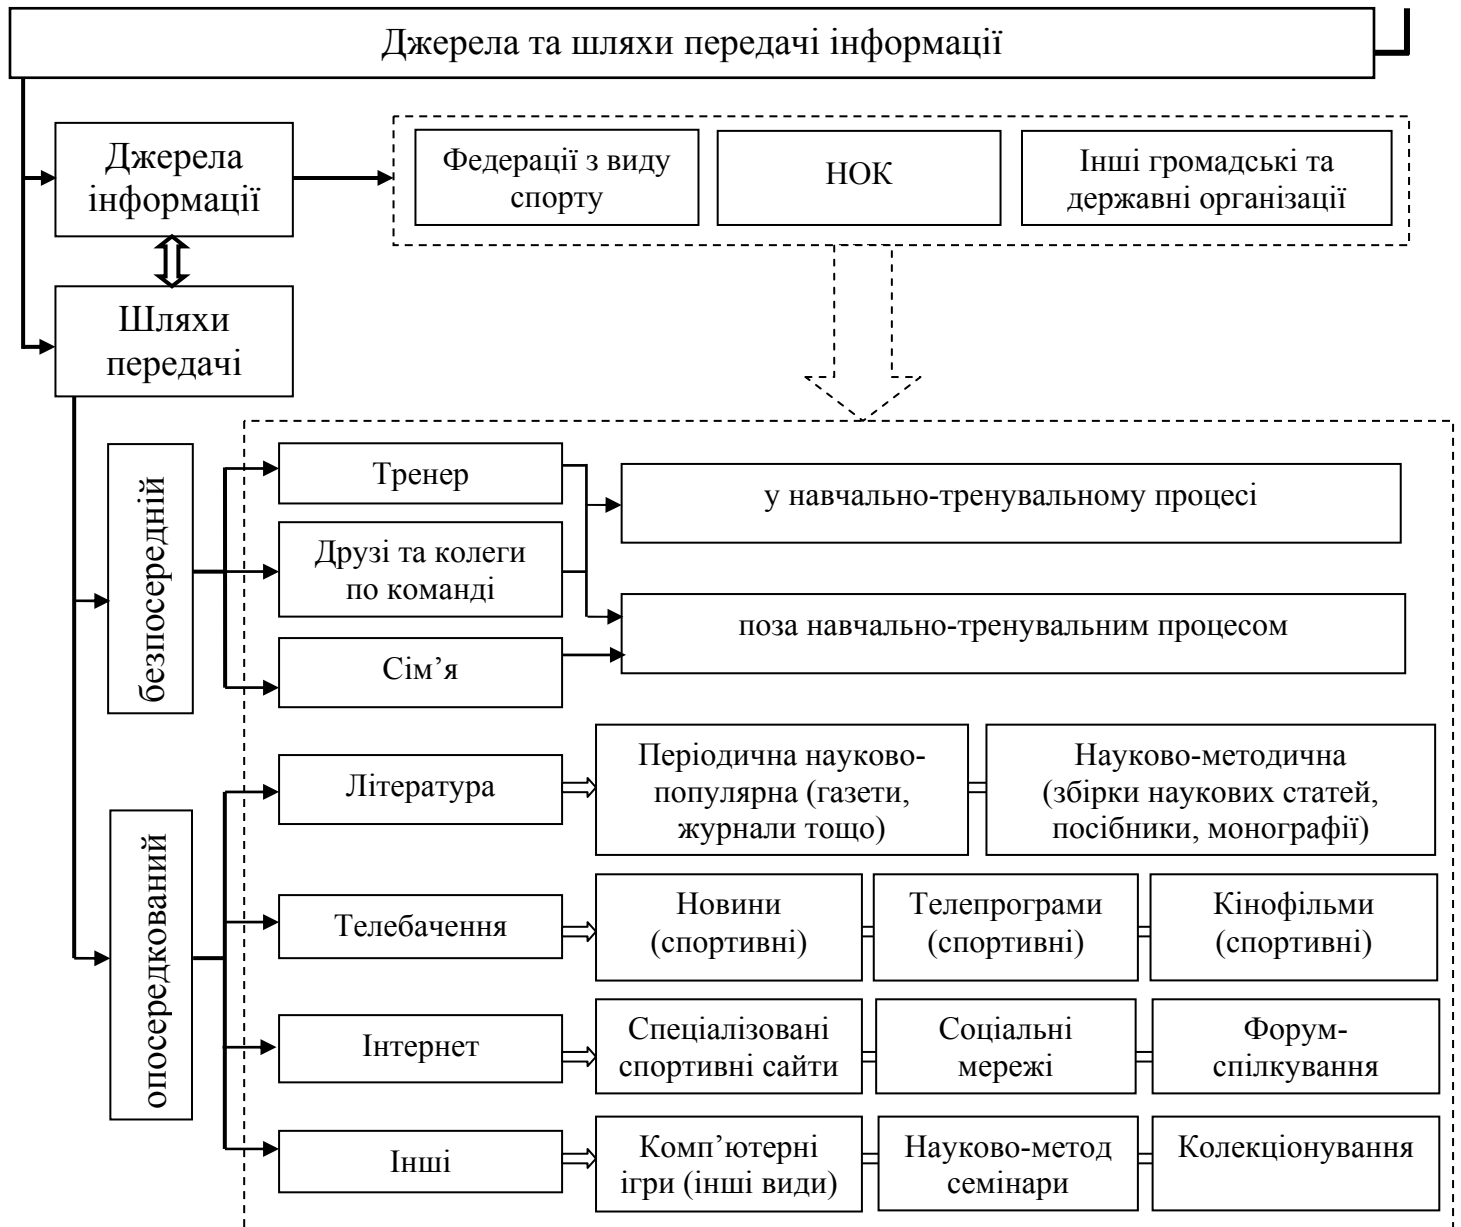 Джерела та шляхи передачі інформації
Джерела
інформації
Федерації з виду
спорту
НОК
Інші громадські та
державні організації
Шляхи
передачі
безпосередній
Тренер
Друзі та колеги
по команді
Сім’я
у навчально-тренувальному процесі
поза навчально-тренувальним процесом
опосередкований
Література
Періодична науково-
популярна (газети,
журнали тощо)
Науково-методична
(збірки наукових статей,
посібники, монографії)
Телебачення
Новини
(спортивні)
Телепрограми
(спортивні)
Кінофільми
(спортивні)
Інтернет
Спеціалізовані
спортивні сайти
Соціальні
мережі
Форум-
спілкування
Інші
Комп’ютерні
ігри (інші види)
Науково-метод
семінари
Колекціонування